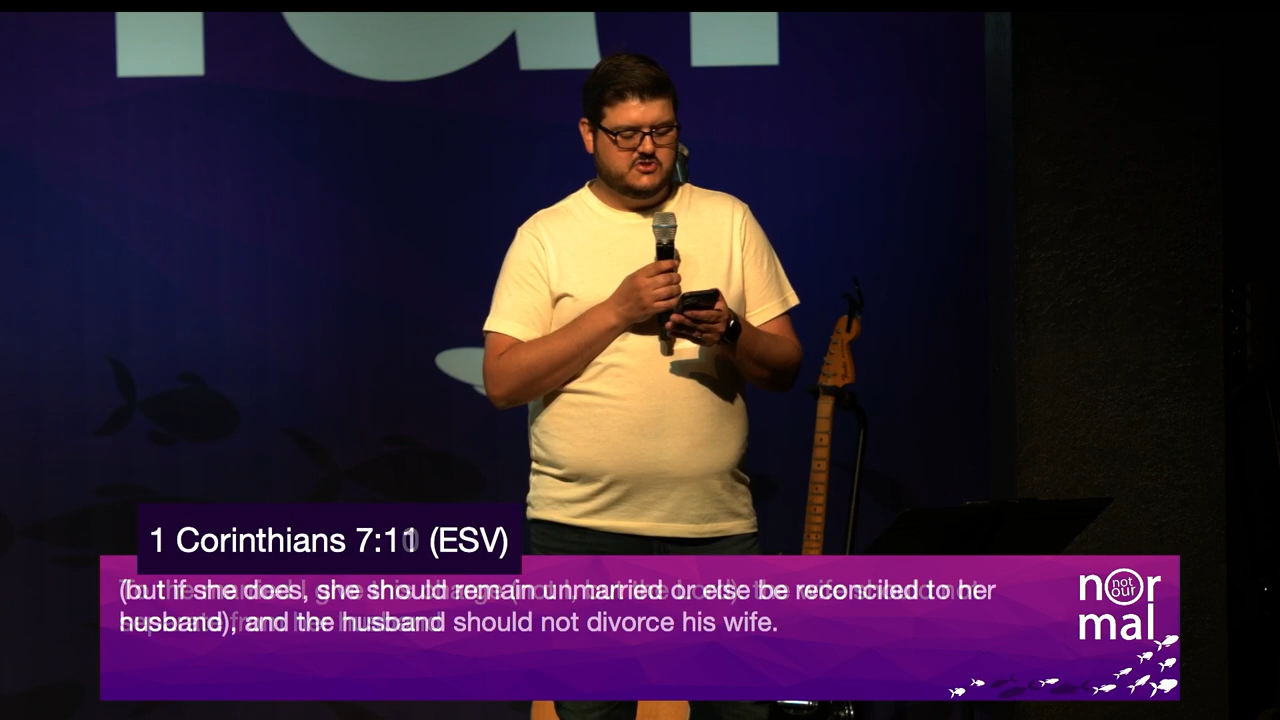 1 Corinthians 7:11 (ESV)
(but if she does, she should remain unmarried or else be reconciled to her
husband), and the husband should not divorce his wife.
nor
not
our
mal